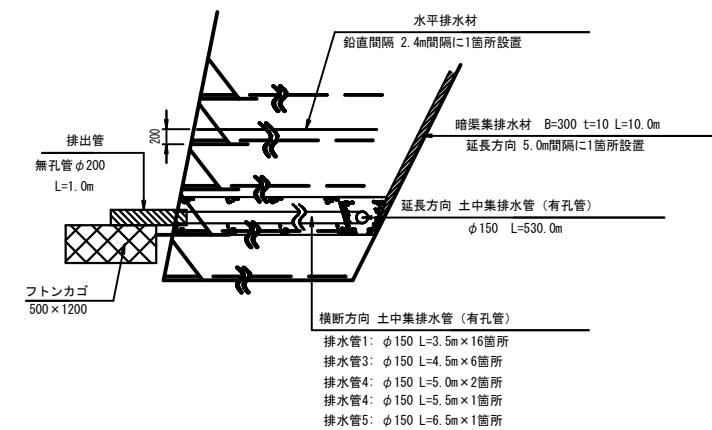 水平排水材
鉛直間隔 2.4m間隔に1箇所設置
200
排出管
無孔管φ200
L=1.0m
暗渠集排水材 B=300 t=10 L=10.0m
延長方向 5.0m間隔に1箇所設置
延長方向 土中集排水管（有孔管）
φ150 L=530.0m
フトンカゴ
500×1200
横断方向 土中集排水管（有孔管）
排水管1: φ150 L=3.5m×16箇所
排水管3: φ150 L=4.5m×6箇所
排水管4: φ150 L=5.0m×2箇所
排水管4: φ150 L=5.5m×1箇所
排水管5: φ150 L=6.5m×1箇所